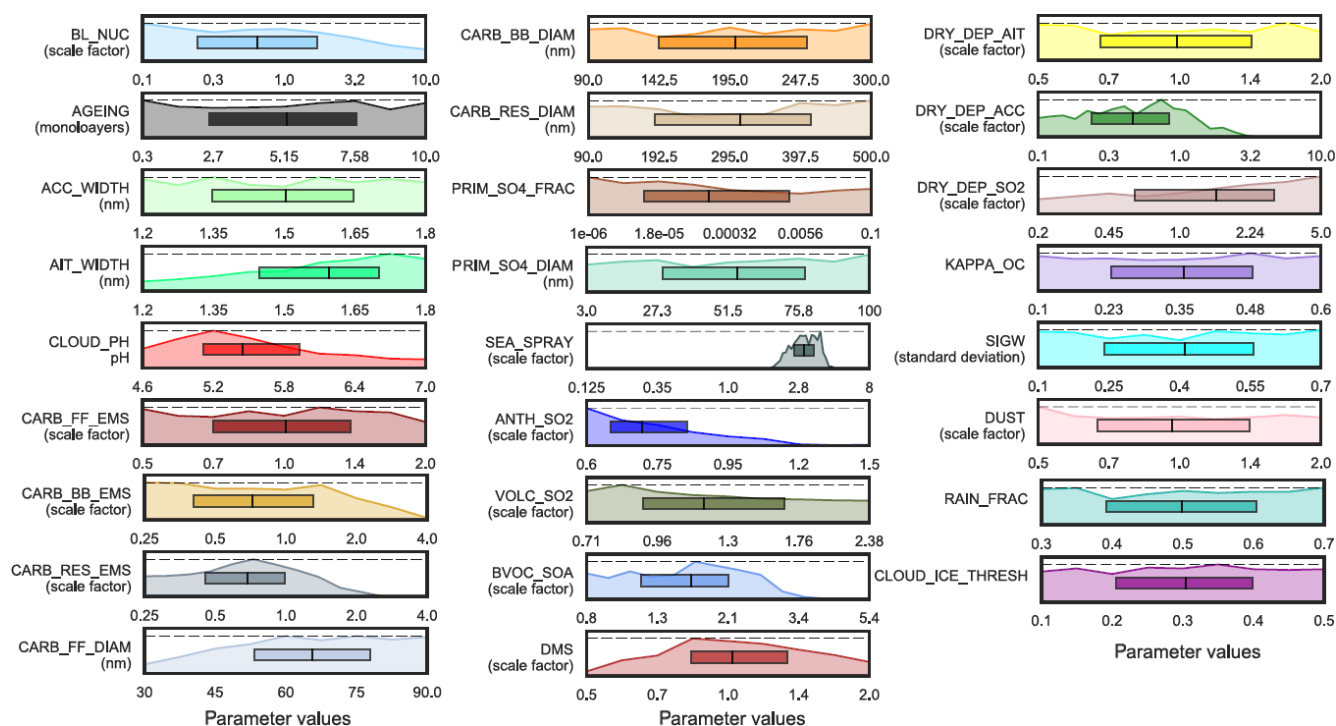 BL_NUC
(scale factor)
0.1 0.3 1.0 3.2 10.0
AGEING
(monoloayers)
0.3 2.7 5.15 7.58 10.0
ACC_WIDTH
(nm)
1.2 1.35 1.5 1.65 1.8
AIT_WIDTH
(nm)
1.2 1.35 1.5 1.65 1.8
CLOUD_PH
pH
4.6 5.2 5.8 6.4 7.0
CARB_FF_EMS
(scale factor)
0.5 0.7 1.0 1.4 2.0
CARB_BB_EMS
(scale factor)
0.25 0.5 1.0 2.0 4.0
CARB_RES_EMS
(scale factor)
0.25 0.5 1.0 2.0 4.0
CARB_FF_DIAM
(nm)
30 45 60 75 90.0
Parameter values
CARB_BB_DIAM
(nm)
90.0 142.5 195.0 247.5 300.0
CARB_RES_DIAM
(nm)
90.0 192.5 295.0 397.5 500.0
PRIM_SO4_FRAC
1e-06 1.8e-05 0.00032 0.0056 0.1
PRIM_SO4_DIAM
(nm)
3.0 27.3 51.5 75.8 100
SEA_SPRAY
(scale factor)
0.125 0.35 1.0 2.8 8
ANTH_SO2
(scale factor)
0.6 0.75 0.95 1.2 1.5
VOLC_SO2
(scale factor)
0.71 0.96 1.3 1.76 2.38
BVOC_SOA
(scale factor)
0.8 1.3 2.1 3.4 5.4
DMS
(scale factor)
0.5 0.7 1.0 1.4 2.0
Parameter values
DRY_DEP_AIT
(scale factor)
0.5 0.7 1.0 1.4 2.0
DRY_DEP_ACC
(scale factor)
0.1 0.3 1.0 3.2 10.0
DRY_DEP_SO2
(scale factor)
0.2 0.45 1.0 2.24 5.0
KAPPA_OC
0.1 0.23 0.35 0.48 0.6
SIGW
(standard deviation)
0.1 0.25 0.4 0.55 0.7
DUST
(scale factor)
0.5 0.7 1.0 1.4 2.0
RAIN_FRAC
0.3 0.4 0.5 0.6 0.7
CLOUD_ICE_THRESH
0.1 0.2 0.3 0.4 0.5
Parameter values